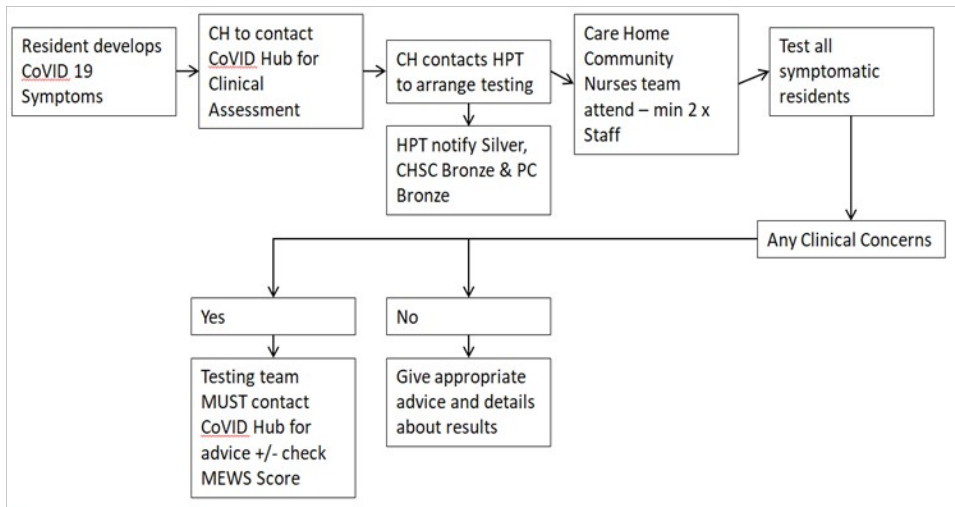 Resident develops
CoVID 19
Symptoms
CH to contact
CoVID Hub for
Clinical
Assessment
CH contacts HPT
to arrange testing
HPT notify Silver,
CHSC Bronze & PC
Bronze
Care Home
Community
Nurses team
attend – min 2 x
Staff
Test all
symptomatic
residents
Any Clinical Concerns
Yes
Testing team
MUST contact
CoVID Hub for
advice +/- check
MEWS Score
No
Give appropriate
advice and details
about results